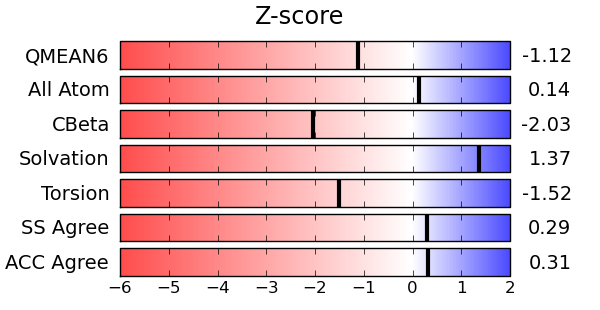 Z-score
QMEAN6 -1.12
All Atom 0.14
CBeta -2.03
Solvation 1.37
Torsion -1.52
SS Agree 0.29
ACC Agree 0.31
−6 −5 −4 −3 −2 −1 0 1 2